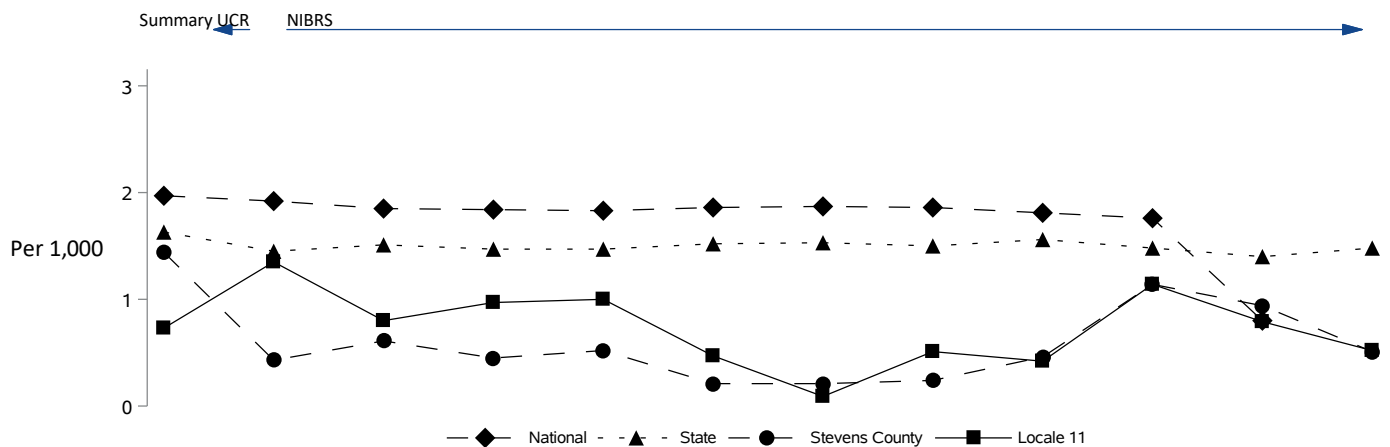 Summary UCR NIBRS
3
2
Per 1,000
1
0
National State Stevens County Locale 11